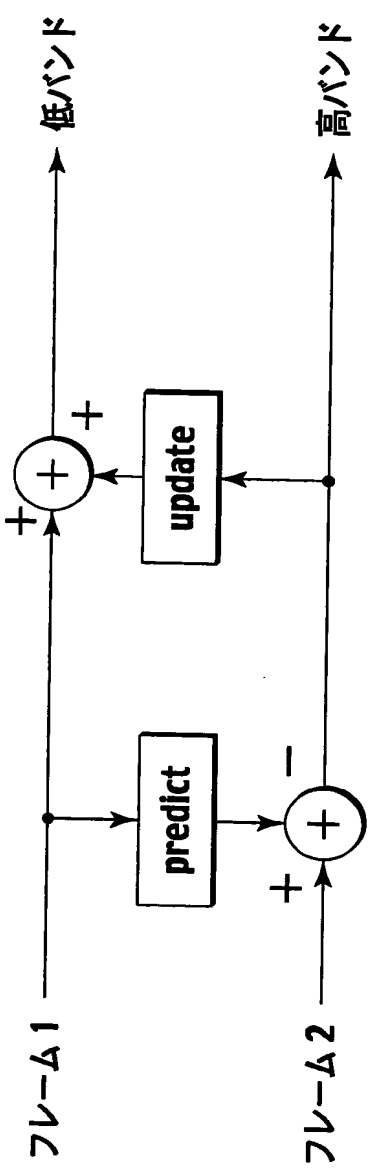 フレーム1
+
+
+
低バンド
predict
update
フレーム2
+
+
−
高バンド